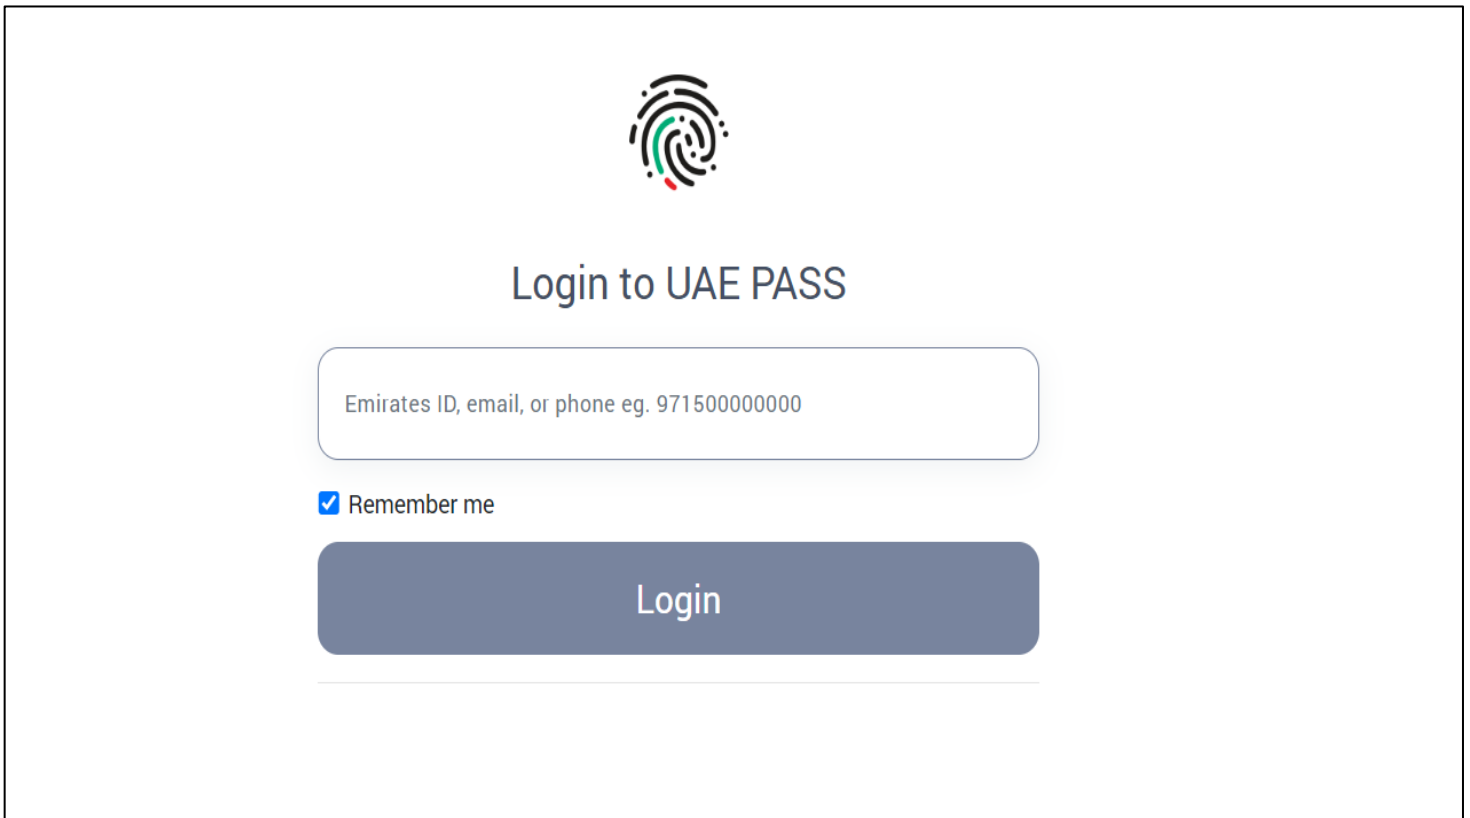 Login to UAE PASS
Emirates ID, email, or phone eg. 971500000000
Remember me
Login